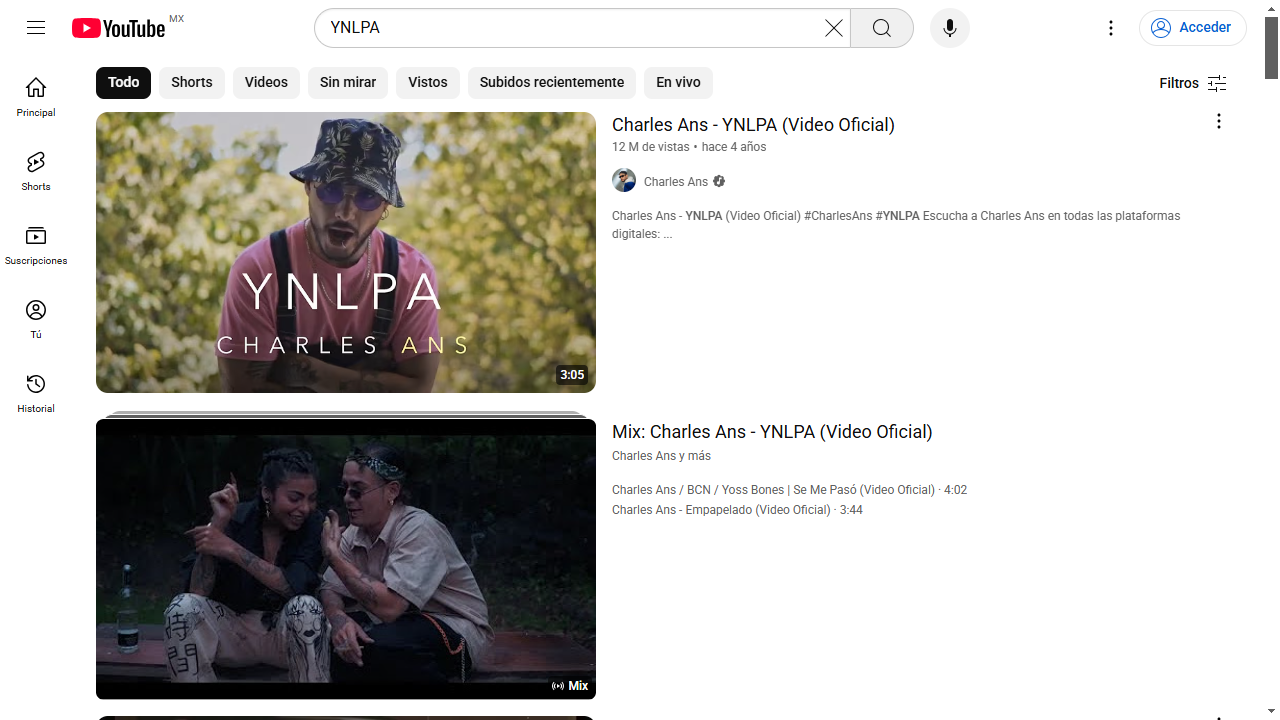 YouTube MX
YNLPA
Acceder
Todo
Shorts
Videos
Sin mirar
Vistos
Subidos recientemente
En vivo
Filtros
Principal
Shorts
Suscripciones
Tú
Historial
YNLPA
CHARLES ANS
3:05
Charles Ans - YNLPA (Video Oficial)
12 M de vistas • hace 4 años
Charles Ans
Charles Ans - YNLPA (Video Oficial) #CharlesAns #YNLPA Escucha a Charles Ans en todas las plataformas
digitales: ...
時
間
Mix
Mix: Charles Ans - YNLPA (Video Oficial)
Charles Ans y más
Charles Ans / BCN / Yoss Bones | Se Me Pasó (Video Oficial) · 4:02
Charles Ans - Empapelado (Video Oficial) · 3:44